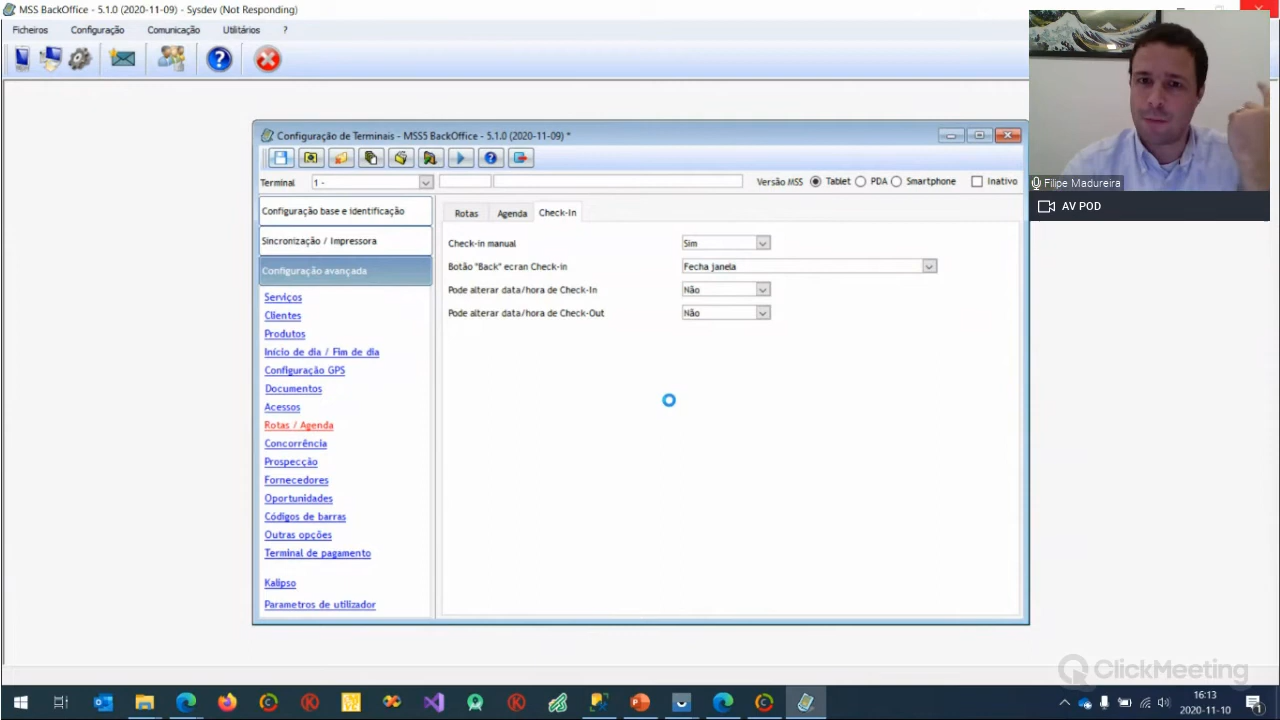 MSS BackOffice - 5.1.0 (2020-11-09) - Sysdev (Not Responding)
Ficheiros Configuração Comunicação Utilitários ?
Configuração de Terminais - MSS5 BackOffice - 5.1.0 (2020-11-09) *
Terminal 1 - Versão MSS Tablet PDA Smartphone Inativo
Configuração base e identificação
Sincronização / Impressora
Configuração avançada
Serviços
Clientes
Produtos
Início de dia / Fim de dia
Configuração GPS
Documentos
Acessos
Rotas / Agenda
Concorrência
Prospecção
Fornecedores
Oportunidades
Códigos de barras
Outras opções
Terminal de pagamento
Kalipso
Parametros de utilizador
Rotas Agenda Check-In
Check-in manual Sim
Botão "Back" ecran Check-in Fecha janela
Pode alterar data/hora de Check-In Não
Pode alterar data/hora de Check-Out Não
Filipe Madureira
AV POD
ClickMeeting
16:13
2020-11-10
1